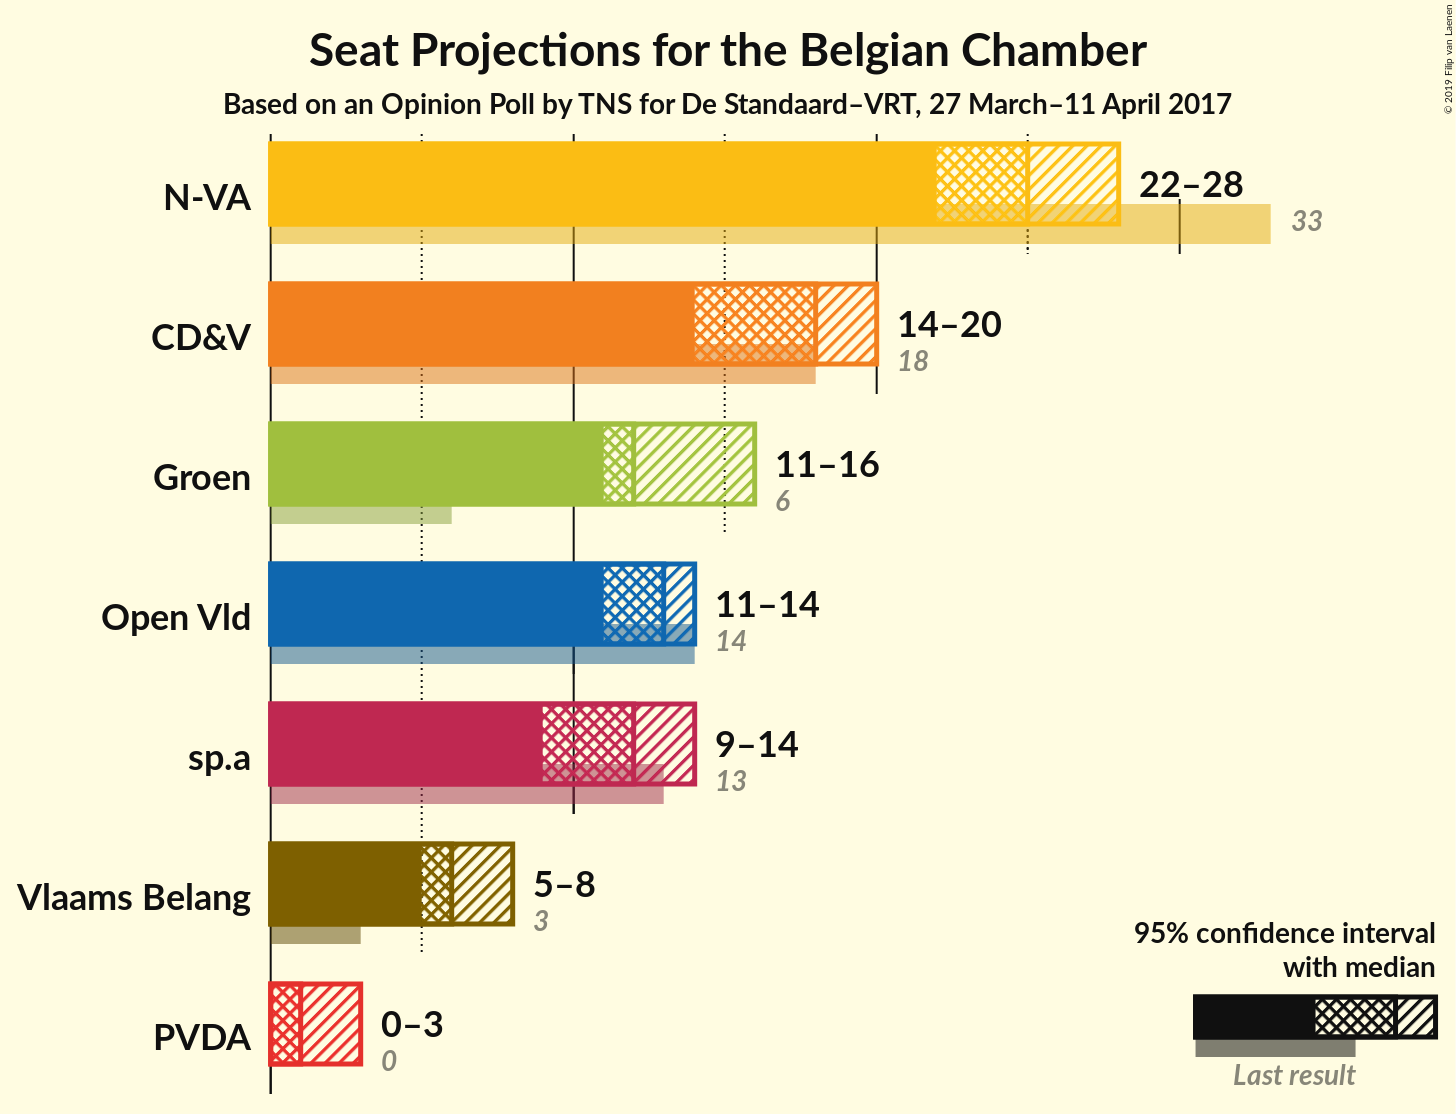 Seat Projections for the Belgian Chamber
Based on an Opinion Poll by TNS for De Standaard–VRT, 27 March–11 April 2017
© 2019 Filip van Laenen
N-VA
22–28
33
CD&V
14–20
18
Groen
11–16
6
Open Vld
11–14
14
sp.a
9–14
13
Vlaams Belang
5–8
3
PVDA
0–3
0
95% confidence interval
with median
Last result